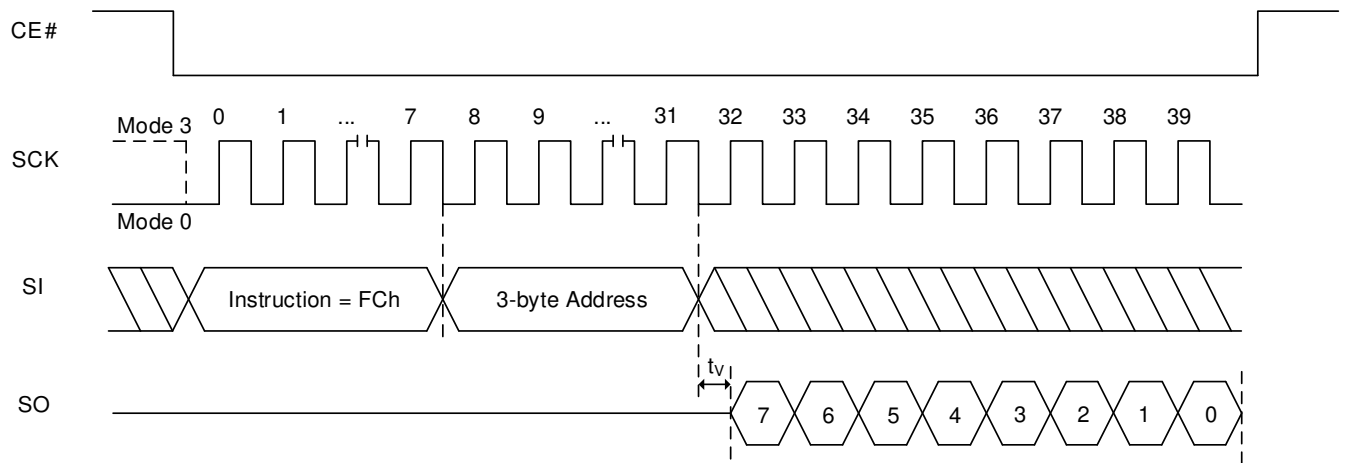 CE#
Mode 3 0 1 ... 7 8 9 ... 31 32 33 34 35 36 37 38 39
SCK
Mode 0
SI
Instruction = FCh 3-byte Address
tV
SO
7 6 5 4 3 2 1 0